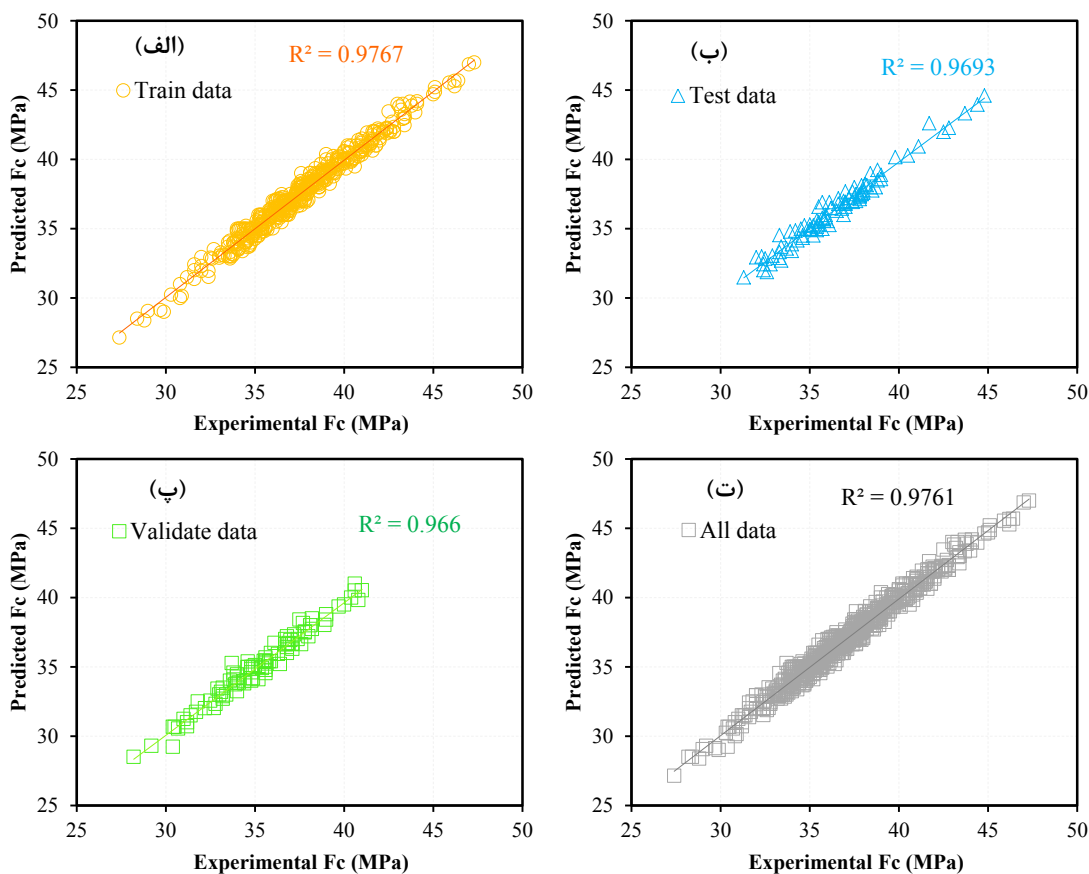 50
45
40
35
30
25
Predicted Fc (MPa)
(الف)
R² = 0.9767
Train data
25
30
35
40
45
50
Experimental Fc (MPa)
50
45
40
35
30
25
Predicted Fc (MPa)
(ب)
R² = 0.9693
Test data
25
30
35
40
45
50
Experimental Fc (MPa)
50
45
40
35
30
25
Predicted Fc (MPa)
(پ)
R² = 0.966
Validate data
25
30
35
40
45
50
Experimental Fc (MPa)
50
45
40
35
30
25
Predicted Fc (MPa)
(ت)
R² = 0.9761
All data
25
30
35
40
45
50
Experimental Fc (MPa)